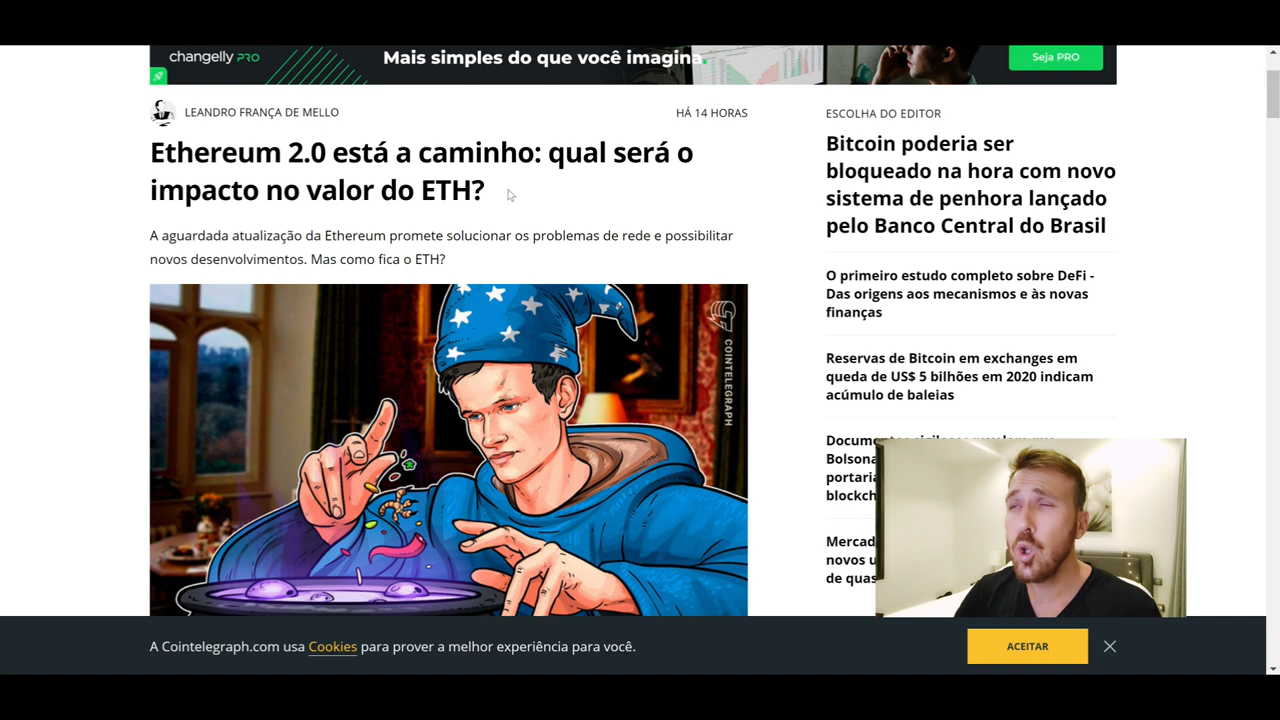 changelly PRO
Mais simples do que você imagina.
Seja PRO
LEANDRO FRANÇA DE MELLO
HÁ 14 HORAS
Ethereum 2.0 está a caminho: qual será o
impacto no valor do ETH?
A aguardada atualização da Ethereum promete solucionar os problemas de rede e possibilitar
novos desenvolvimentos. Mas como fica o ETH?
COINTELEGRAPH
ESCOLHA DO EDITOR
Bitcoin poderia ser
bloqueado na hora com novo
sistema de penhora lançado
pelo Banco Central do Brasil
O primeiro estudo completo sobre DeFi -
Das origens aos mecanismos e às novas
finanças
Reservas de Bitcoin em exchanges em
queda de US$ 5 bilhões em 2020 indicam
acúmulo de baleias
Bolsona
portaria
blockch
Mercad
novos u
de quas
A Cointelegraph.com usa Cookies para prover a melhor experiência para você.
ACEITAR